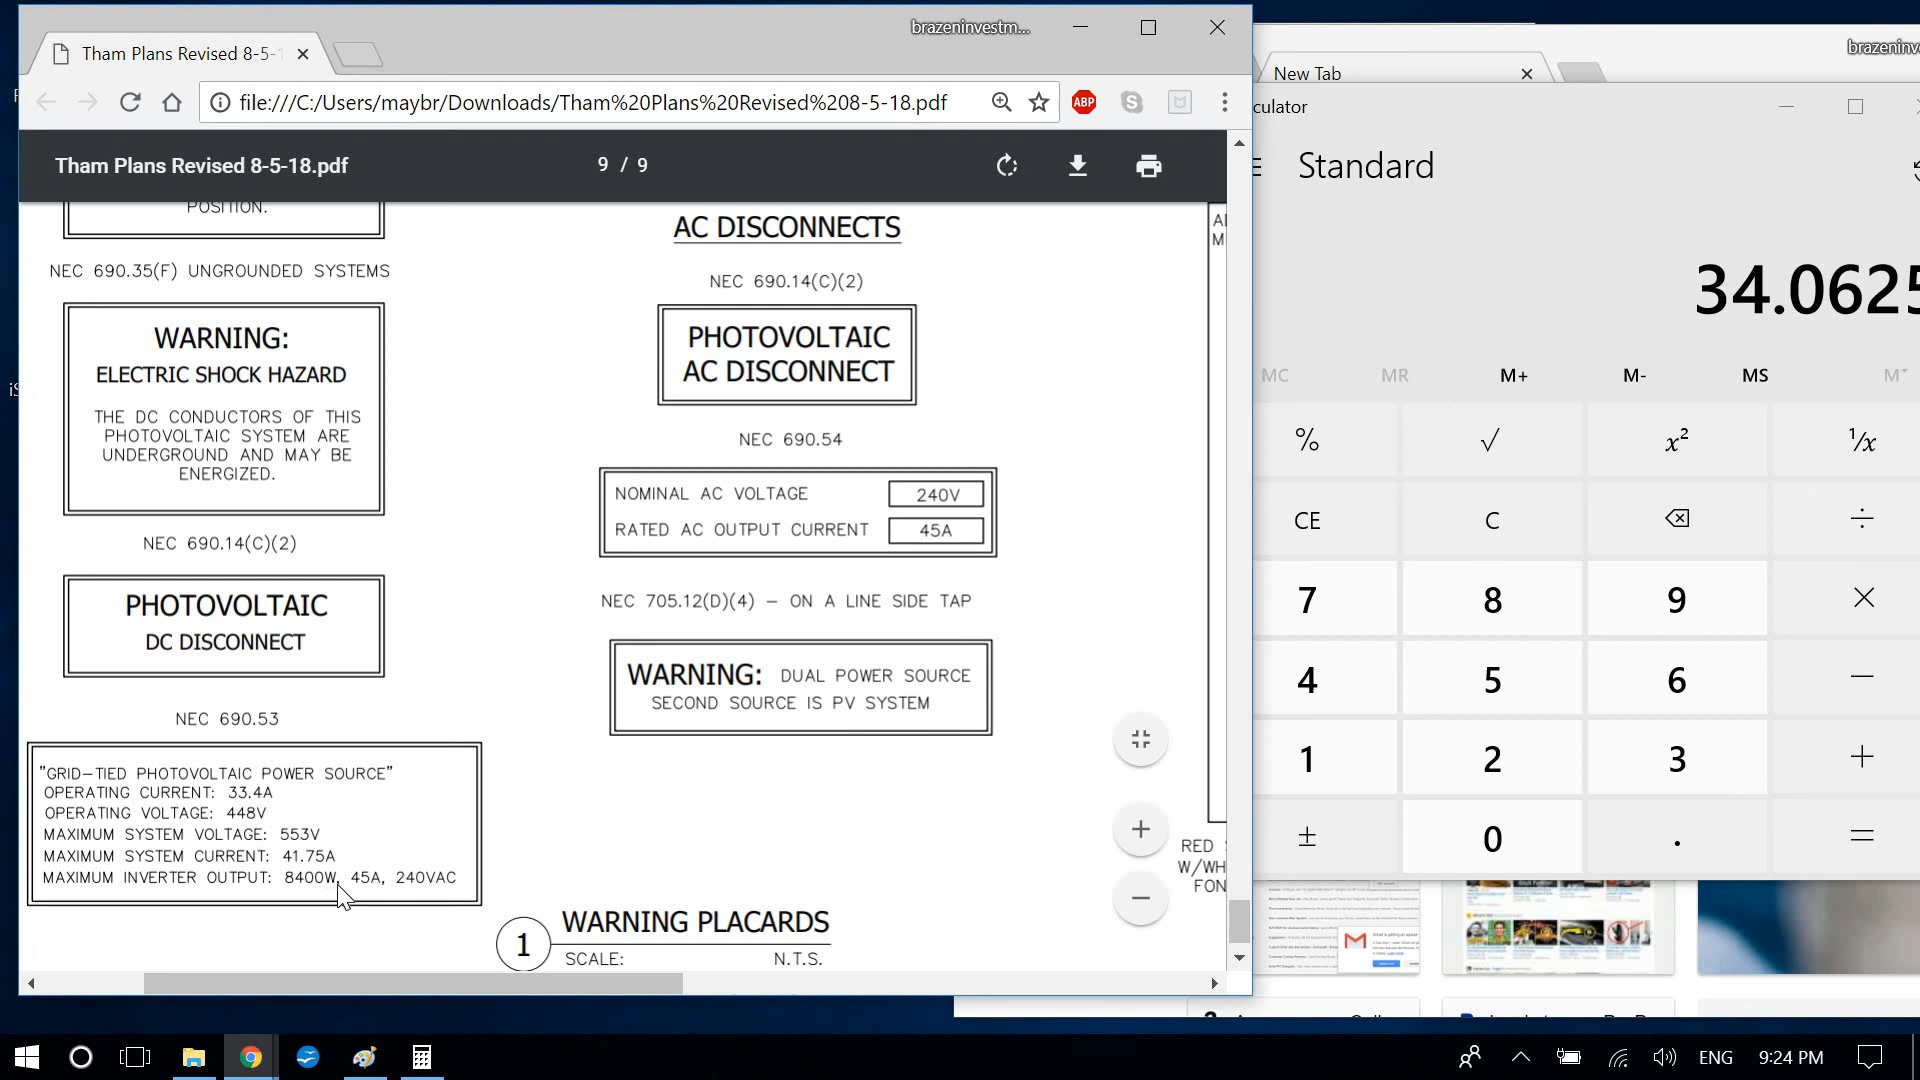 brazeninvestm...
Tham Plans Revised 8-5-1
file:///C:/Users/maybr/Downloads/Tham%20Plans%20Revised%208-5-18.pdf
ABP
Tham Plans Revised 8-5-18.pdf
9 / 9
POSITION.
NEC 690.35(F) UNGROUNDED SYSTEMS
WARNING:
ELECTRIC SHOCK HAZARD
THE DC CONDUCTORS OF THIS
PHOTOVOLTAIC SYSTEM ARE
UNDERGROUND AND MAY BE
ENERGIZED.
NEC 690.14(C)(2)
PHOTOVOLTAIC
DC DISCONNECT
NEC 690.53
"GRID-TIED PHOTOVOLTAIC POWER SOURCE"
OPERATING CURRENT: 33.4A
OPERATING VOLTAGE: 448V
MAXIMUM SYSTEM VOLTAGE: 553V
MAXIMUM SYSTEM CURRENT: 41.75A
MAXIMUM INVERTER OUTPUT: 8400W, 45A, 240VAC
AC DISCONNECTS
NEC 690.14(C)(2)
PHOTOVOLTAIC
AC DISCONNECT
NEC 690.54
NOMINAL AC VOLTAGE 240V
RATED AC OUTPUT CURRENT 45A
NEC 705.12(D)(4) - ON A LINE SIDE TAP
WARNING: DUAL POWER SOURCE
SECOND SOURCE IS PV SYSTEM
1 WARNING PLACARDS
SCALE: N.T.S.
RED
W/WH
FON
brazeninv
New Tab
culator
Standard
34.0625
MC MR M+ M- MS M
% √ x² ¹/x
CE C ÷
7 8 9 ×
4 5 6 −
1 2 3 +
± 0 . =
ENG 9:24 PM